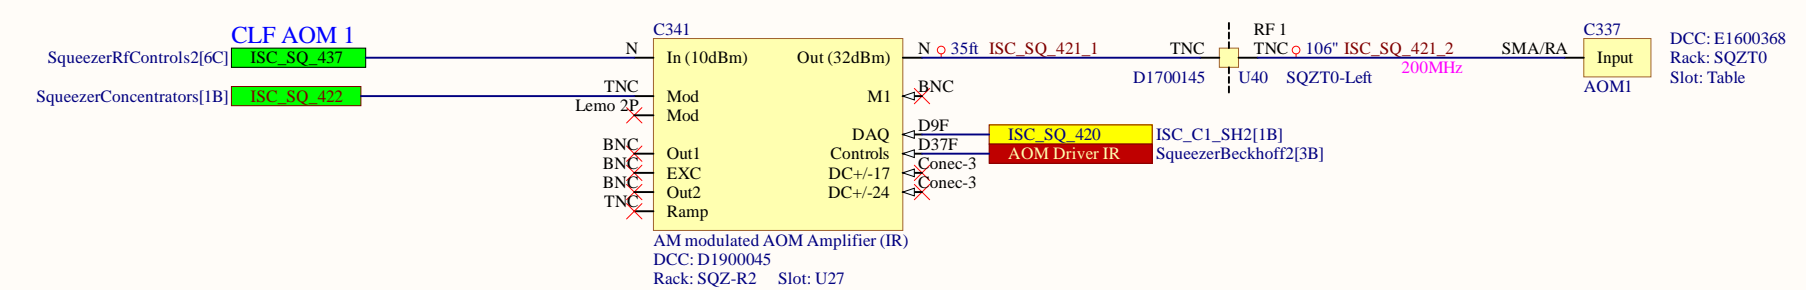 CLF AOM 1
SqueezerRfControls2[6C] ISC_SQ_437
SqueezerConcentrators[1B] ISC_SQ_422
C341
N In (10dBm) Out (32dBm) N 35ft ISC_SQ_421_1 TNC
TNC Mod M1 BNC
Lemo 2P Mod
DAQ D9F ISC_SQ_420 ISC_C1_SH2[1B]
BNC Out1 Controls D37F AOM Driver IR SqueezerBeckhoff2[3B]
BNC EXC DC+/-17 Conec-3
BNC Out2 DC+/-24 Conec-3
TNC Ramp
AM modulated AOM Amplifier (IR)
DCC: D1900045
Rack: SQZ-R2 Slot: U27
RF 1
TNC 106" ISC_SQ_421_2 SMA/RA
200MHz
D1700145 U40 SQZT0-Left
C337
Input
AOM1
DCC: E1600368
Rack: SQZT0
Slot: Table